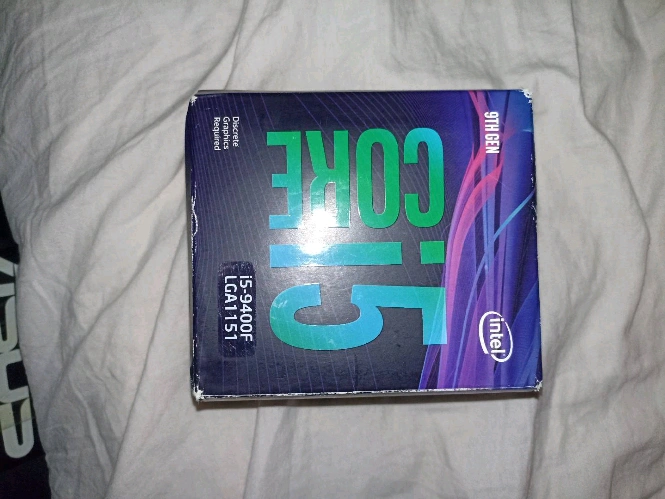 9TH GEN
intel
CORE
i5
i5-9400F
LGA1151
Discrete
Graphics
Required